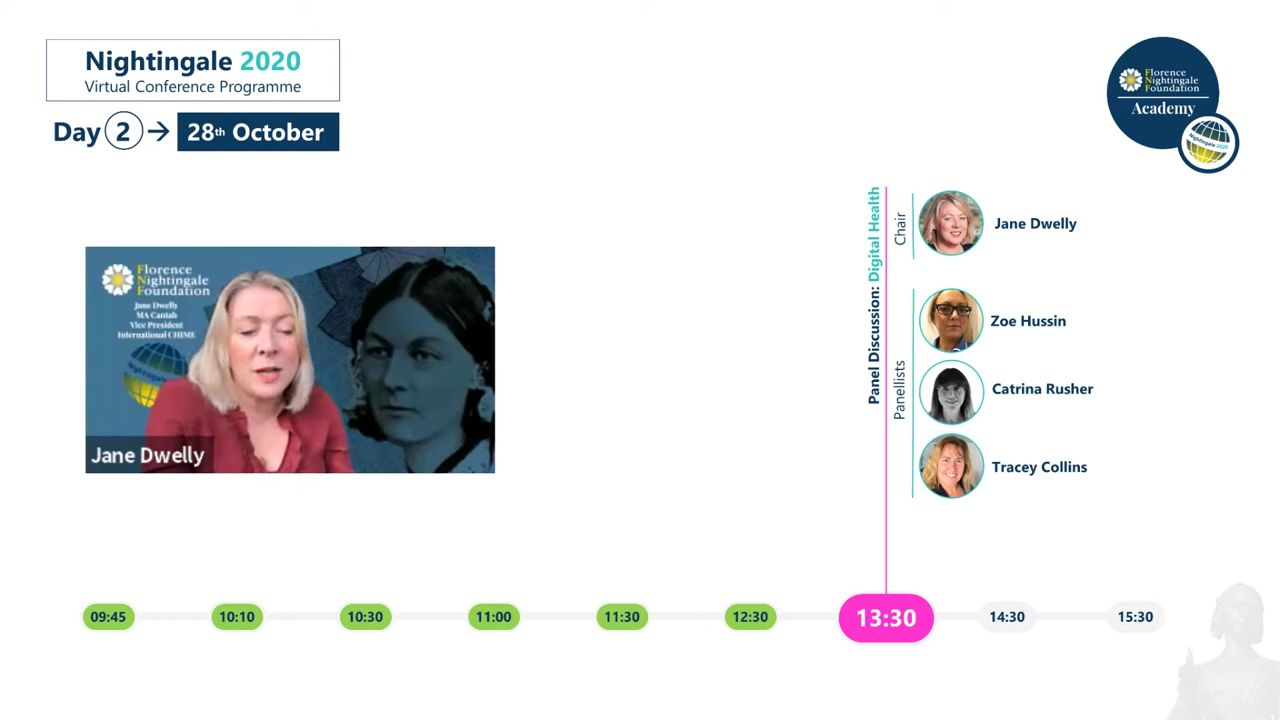 Nightingale 2020
Virtual Conference Programme
Day 2 → 28th October
Florence
Nightingale
Foundation
Academy
Nightingale 2020
Florence
Nightingale
Foundation
Jane Dwelly
MA Cantab
Vice President
International CHIME
Nightingale
Jane Dwelly
Panel Discussion: Digital Health
Chair
Jane Dwelly
Panellists
Zoe Hussin
Catrina Rusher
Tracey Collins
09:45
10:10
10:30
11:00
11:30
12:30
13:30
14:30
15:30